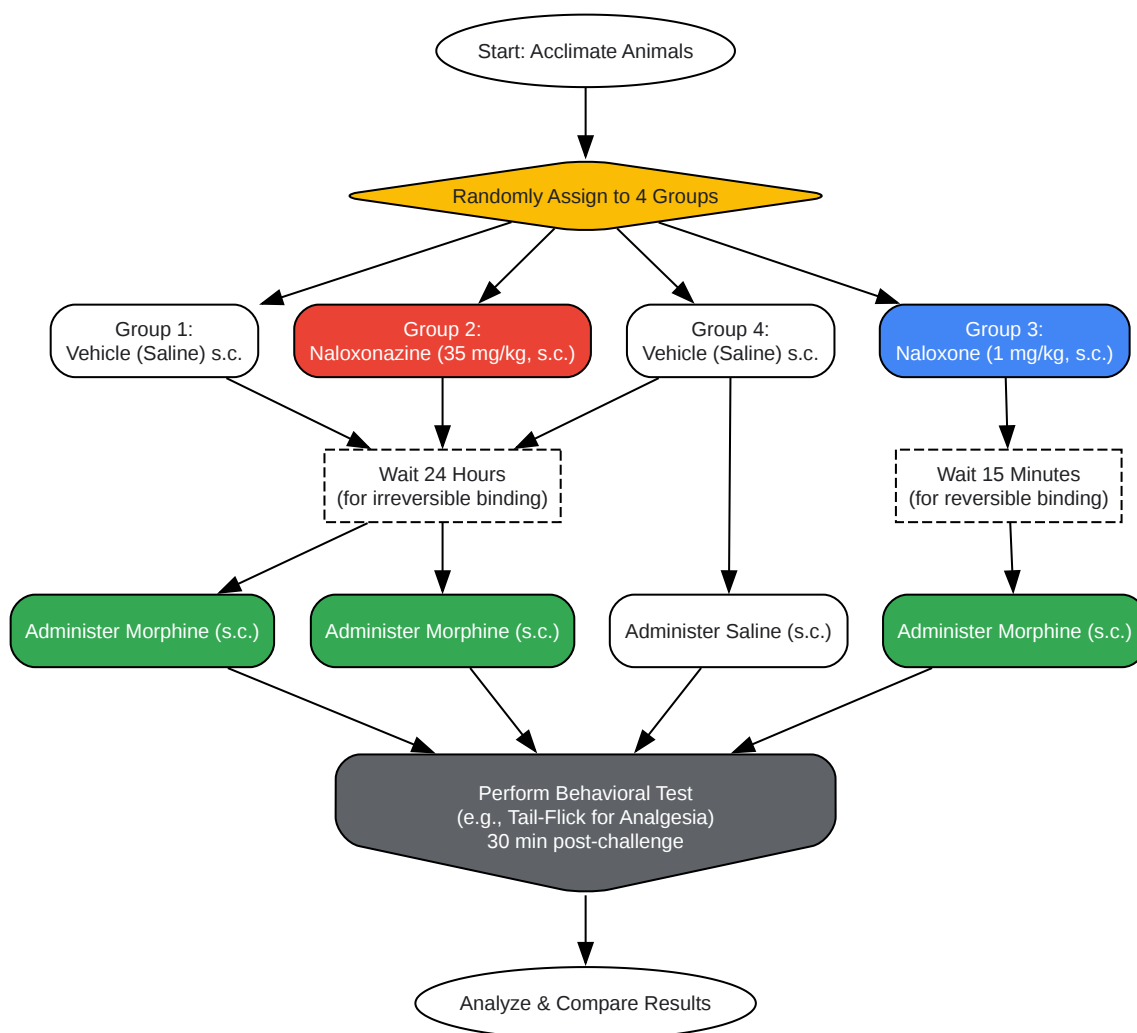 Start: Acclimate Animals
Randomly Assign to 4 Groups
Group 1:
Vehicle (Saline) s.c.
Group 2:
Naloxonazine (35 mg/kg, s.c.)
Group 4:
Vehicle (Saline) s.c.
Group 3:
Naloxone (1 mg/kg, s.c.)
Wait 24 Hours
(for irreversible binding)
Wait 15 Minutes
(for reversible binding)
Administer Morphine (s.c.)
Administer Morphine (s.c.)
Administer Saline (s.c.)
Administer Morphine (s.c.)
Perform Behavioral Test
(e.g., Tail-Flick for Analgesia)
30 min post-challenge
Analyze & Compare Results